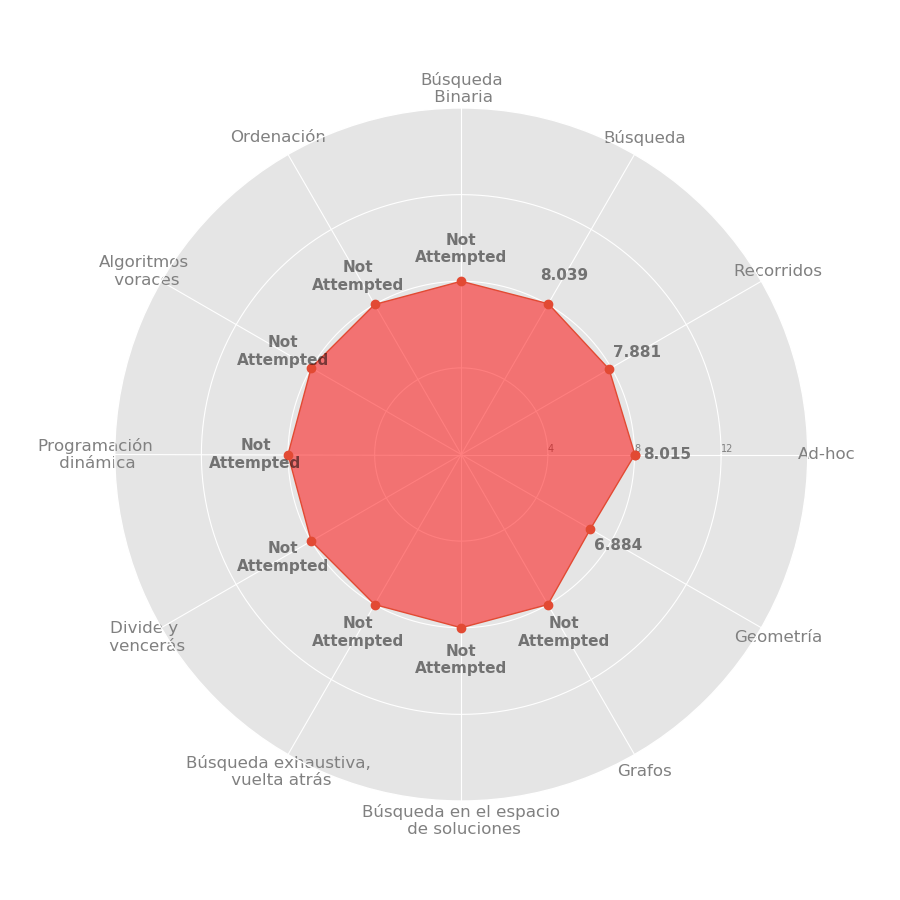 Búsqueda
Binaria
Ordenación
Búsqueda
Algoritmos
voraces
Recorridos
Not
Attempted
Not
Attempted
8.039
Not
Attempted
7.881
Programación
dinámica
Not
Attempted
4
8
8.015
12
Ad-hoc
Not
Attempted
6.884
Divide y
vencerás
Not
Attempted
Not
Attempted
Not
Attempted
Geometría
Búsqueda exhaustiva,
vuelta atrás
Grafos
Búsqueda en el espacio
de soluciones